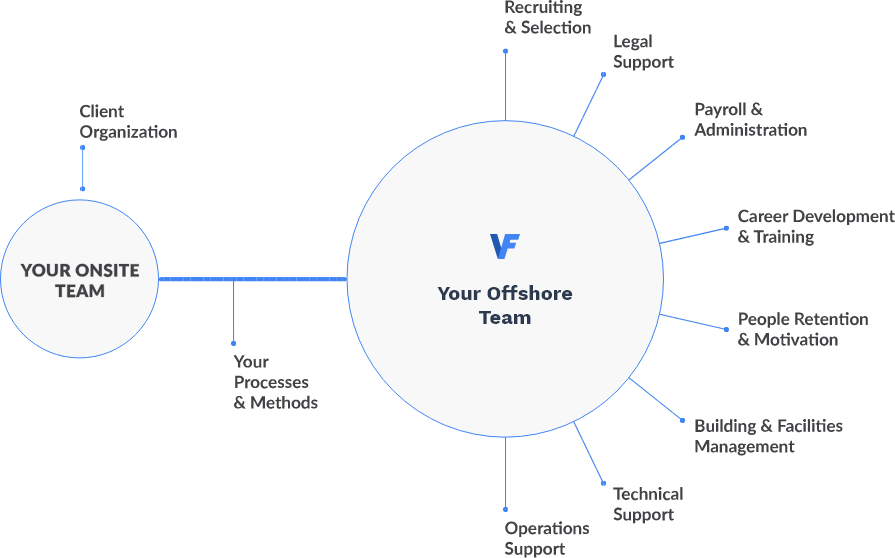 Recruiting
& Selection
Legal
Support
Client
Organization
Payroll &
Administration
Career Development
& Training
YOUR ONSITE
TEAM
VF
Your Offshore
Team
People Retention
& Motivation
Your
Processes
& Methods
Building & Facilities
Management
Technical
Support
Operations
Support